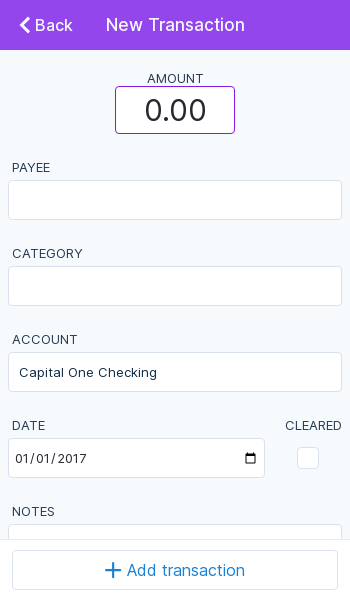 Back
New Transaction
AMOUNT
0.00
PAYEE
CATEGORY
ACCOUNT
Capital One Checking
DATE
CLEARED
01/01/2017
NOTES
Add transaction